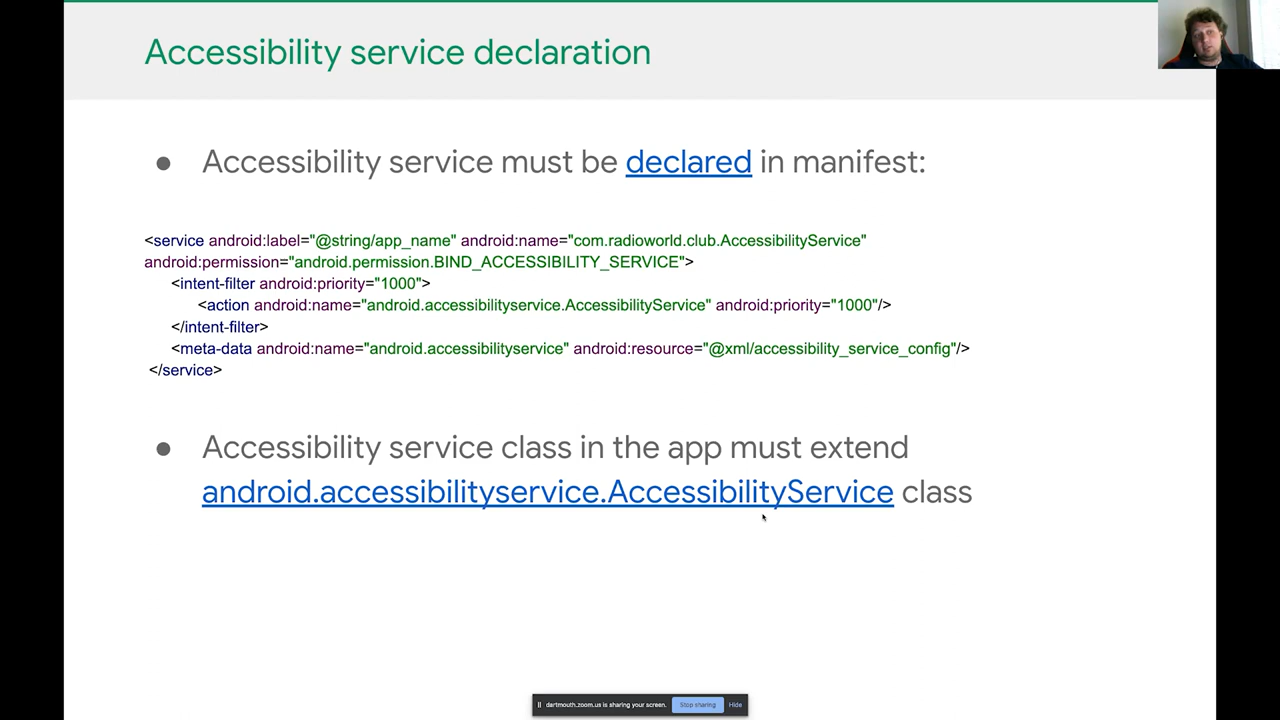 Accessibility service declaration
● Accessibility service must be declared in manifest:
<service android:label="@string/app_name" android:name="com.radioworld.club.AccessibilityService"
android:permission="android.permission.BIND_ACCESSIBILITY_SERVICE">
<intent-filter android:priority="1000">
<action android:name="android.accessibilityservice.AccessibilityService" android:priority="1000"/>
</intent-filter>
<meta-data android:name="android.accessibilityservice" android:resource="@xml/accessibility_service_config"/>
</service>
● Accessibility service class in the app must extend
android.accessibilityservice.AccessibilityService class
dartmouth.zoom.us is sharing your screen. Stop sharing Hide